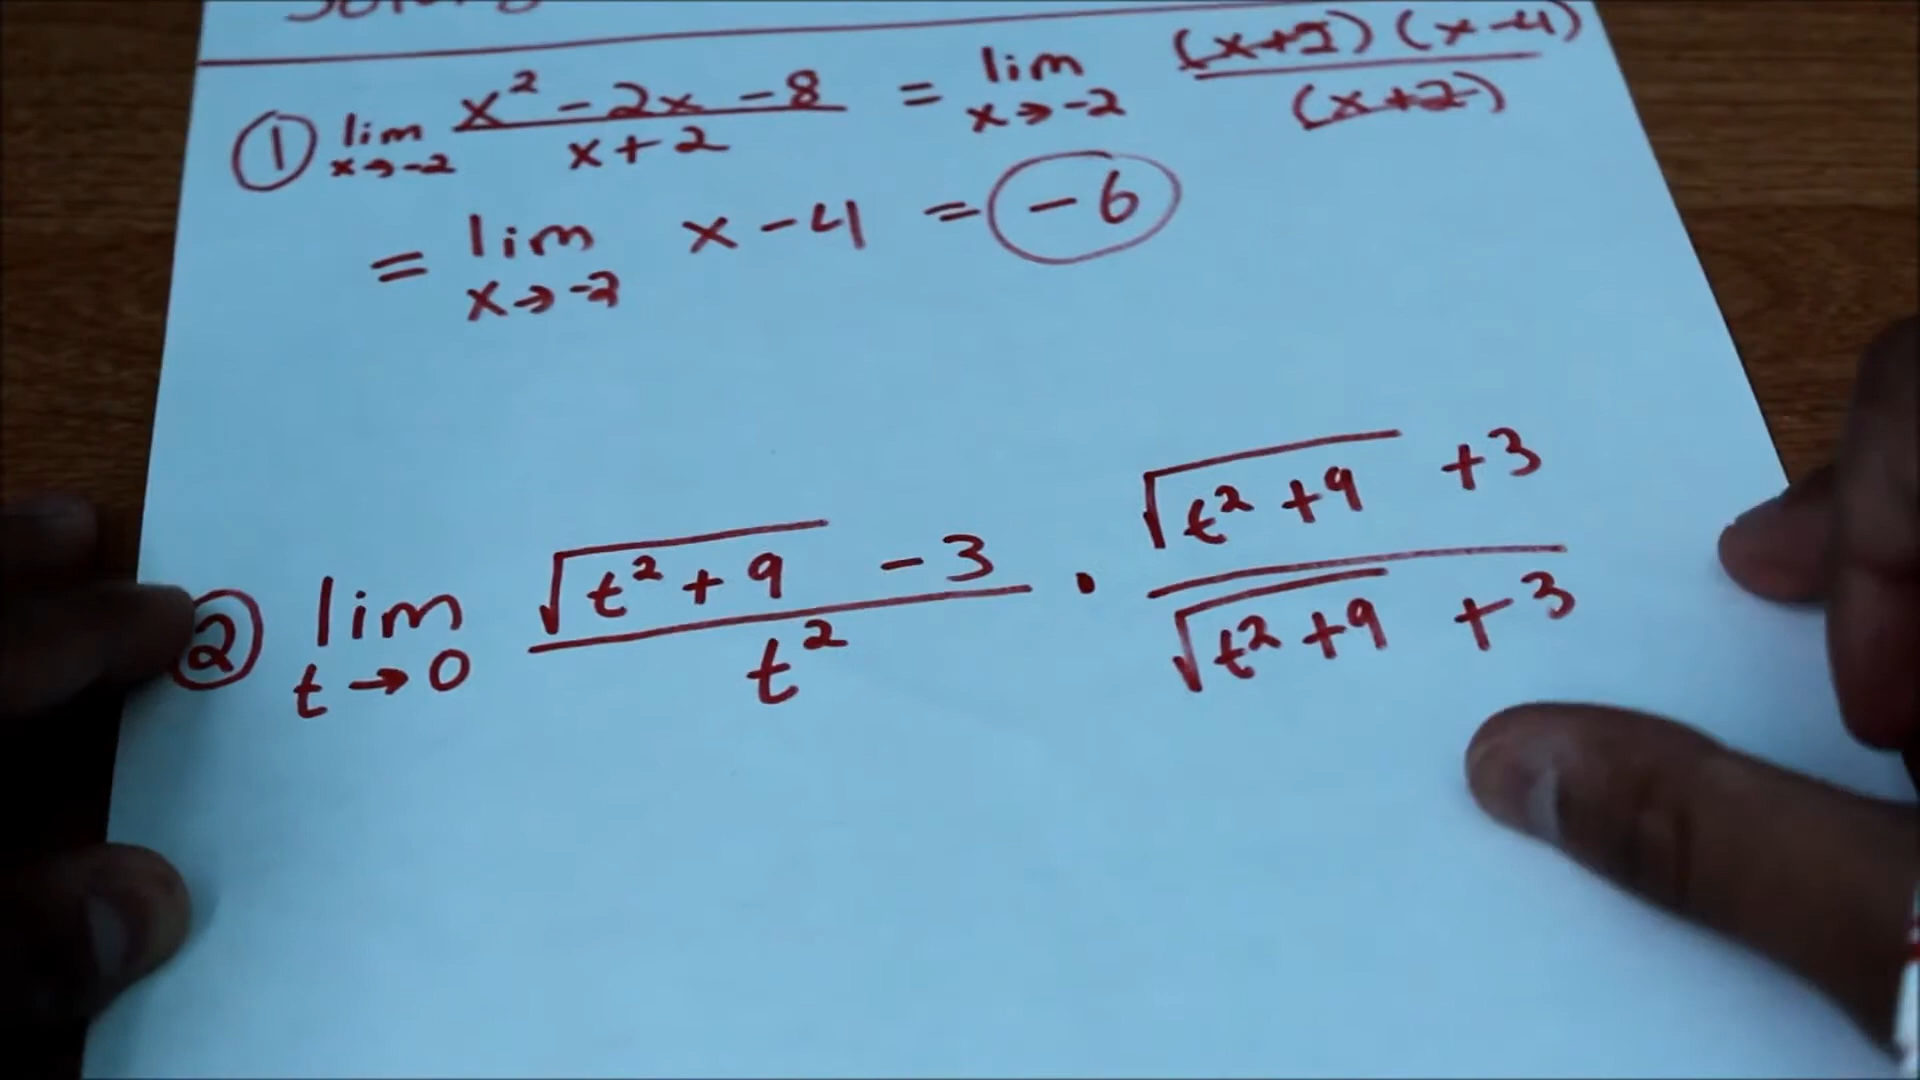 ① lim x→-2 (x² - 2x - 8)/(x + 2) = lim x→-2 (x+2)(x-4)/(x+2)
= lim x→-2 x - 4 = -6
② lim t→0 (√(t² + 9) - 3)/t² · (√(t² + 9) + 3)/(√(t² + 9) + 3)